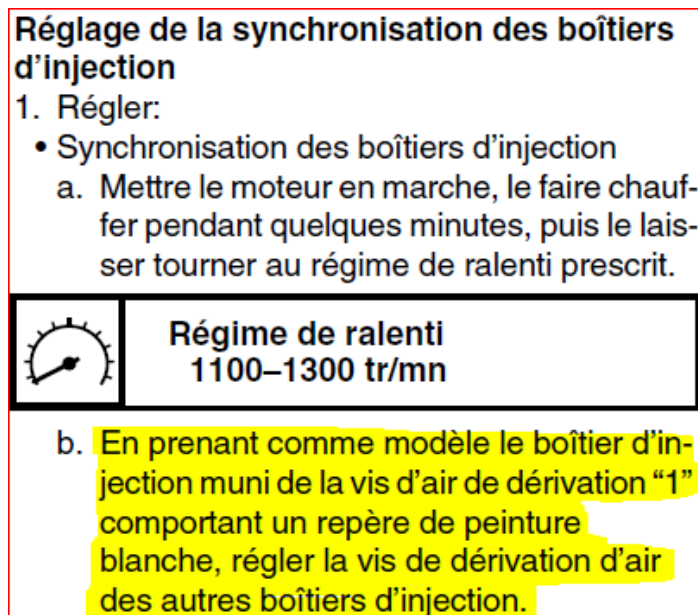 Réglage de la synchronisation des boîtiers
d’injection
1. Régler:
• Synchronisation des boîtiers d’injection
a. Mettre le moteur en marche, le faire chauf-
fer pendant quelques minutes, puis le lais-
ser tourner au régime de ralenti prescrit.
Régime de ralenti
1100–1300 tr/mn
b. En prenant comme modèle le boîtier d’in-
jection muni de la vis d’air de dérivation “1”
comportant un repère de peinture
blanche, régler la vis de dérivation d’air
des autres boîtiers d’injection.